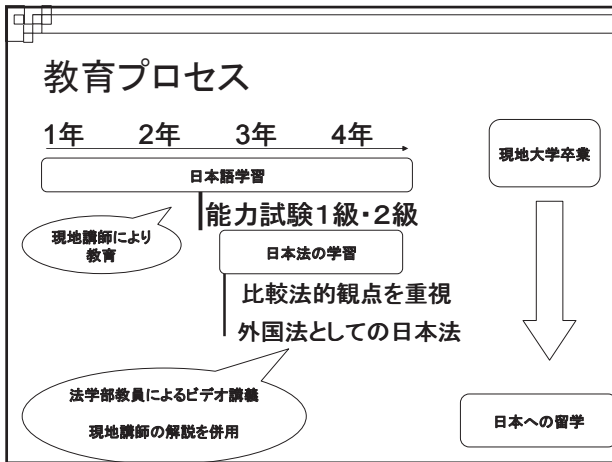 教育プロセス
1年 2年 3年 4年
日本語学習
能力試験1級・2級
現地講師により
教育
日本法の学習
比較法的観点を重視
外国法としての日本法
法学部教員によるビデオ講義
現地講師の解説を併用
現地大学卒業
日本への留学